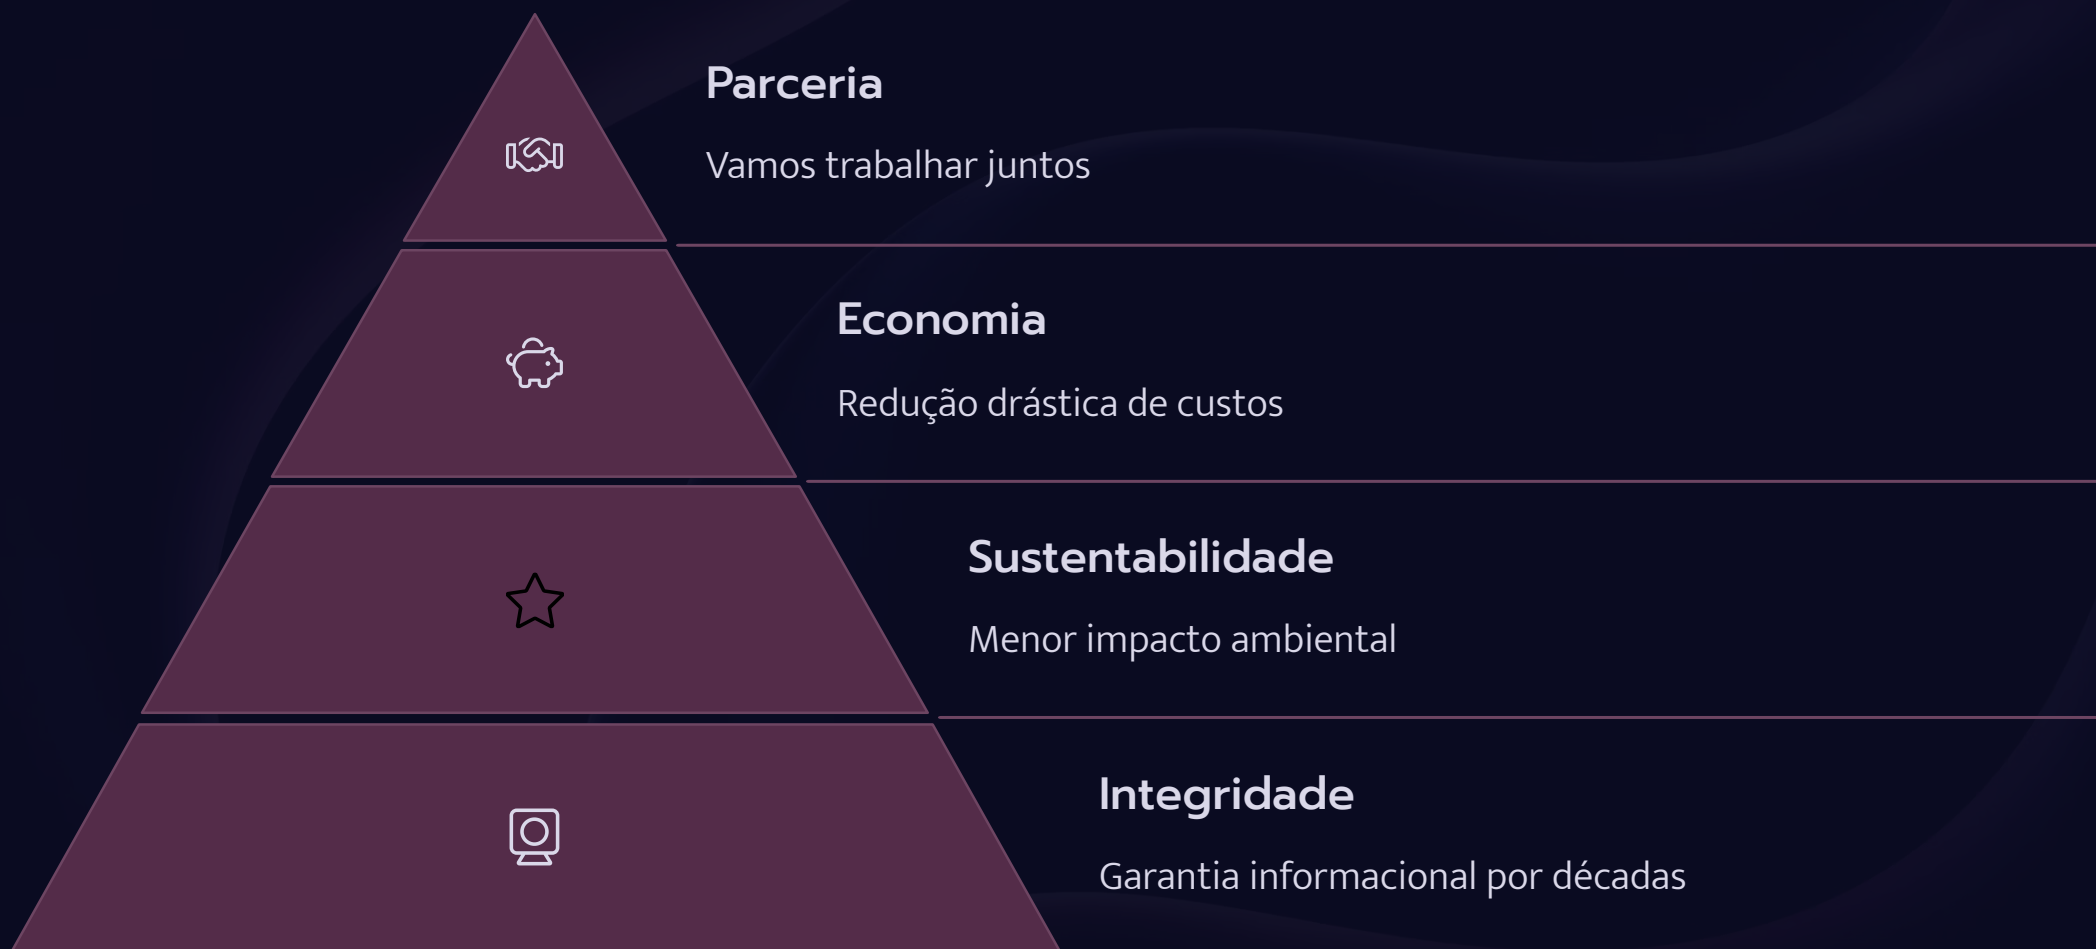 Parceria
Vamos trabalhar juntos
Economia
Redução drástica de custos
Sustentabilidade
Menor impacto ambiental
Integridade
Garantia informacional por décadas